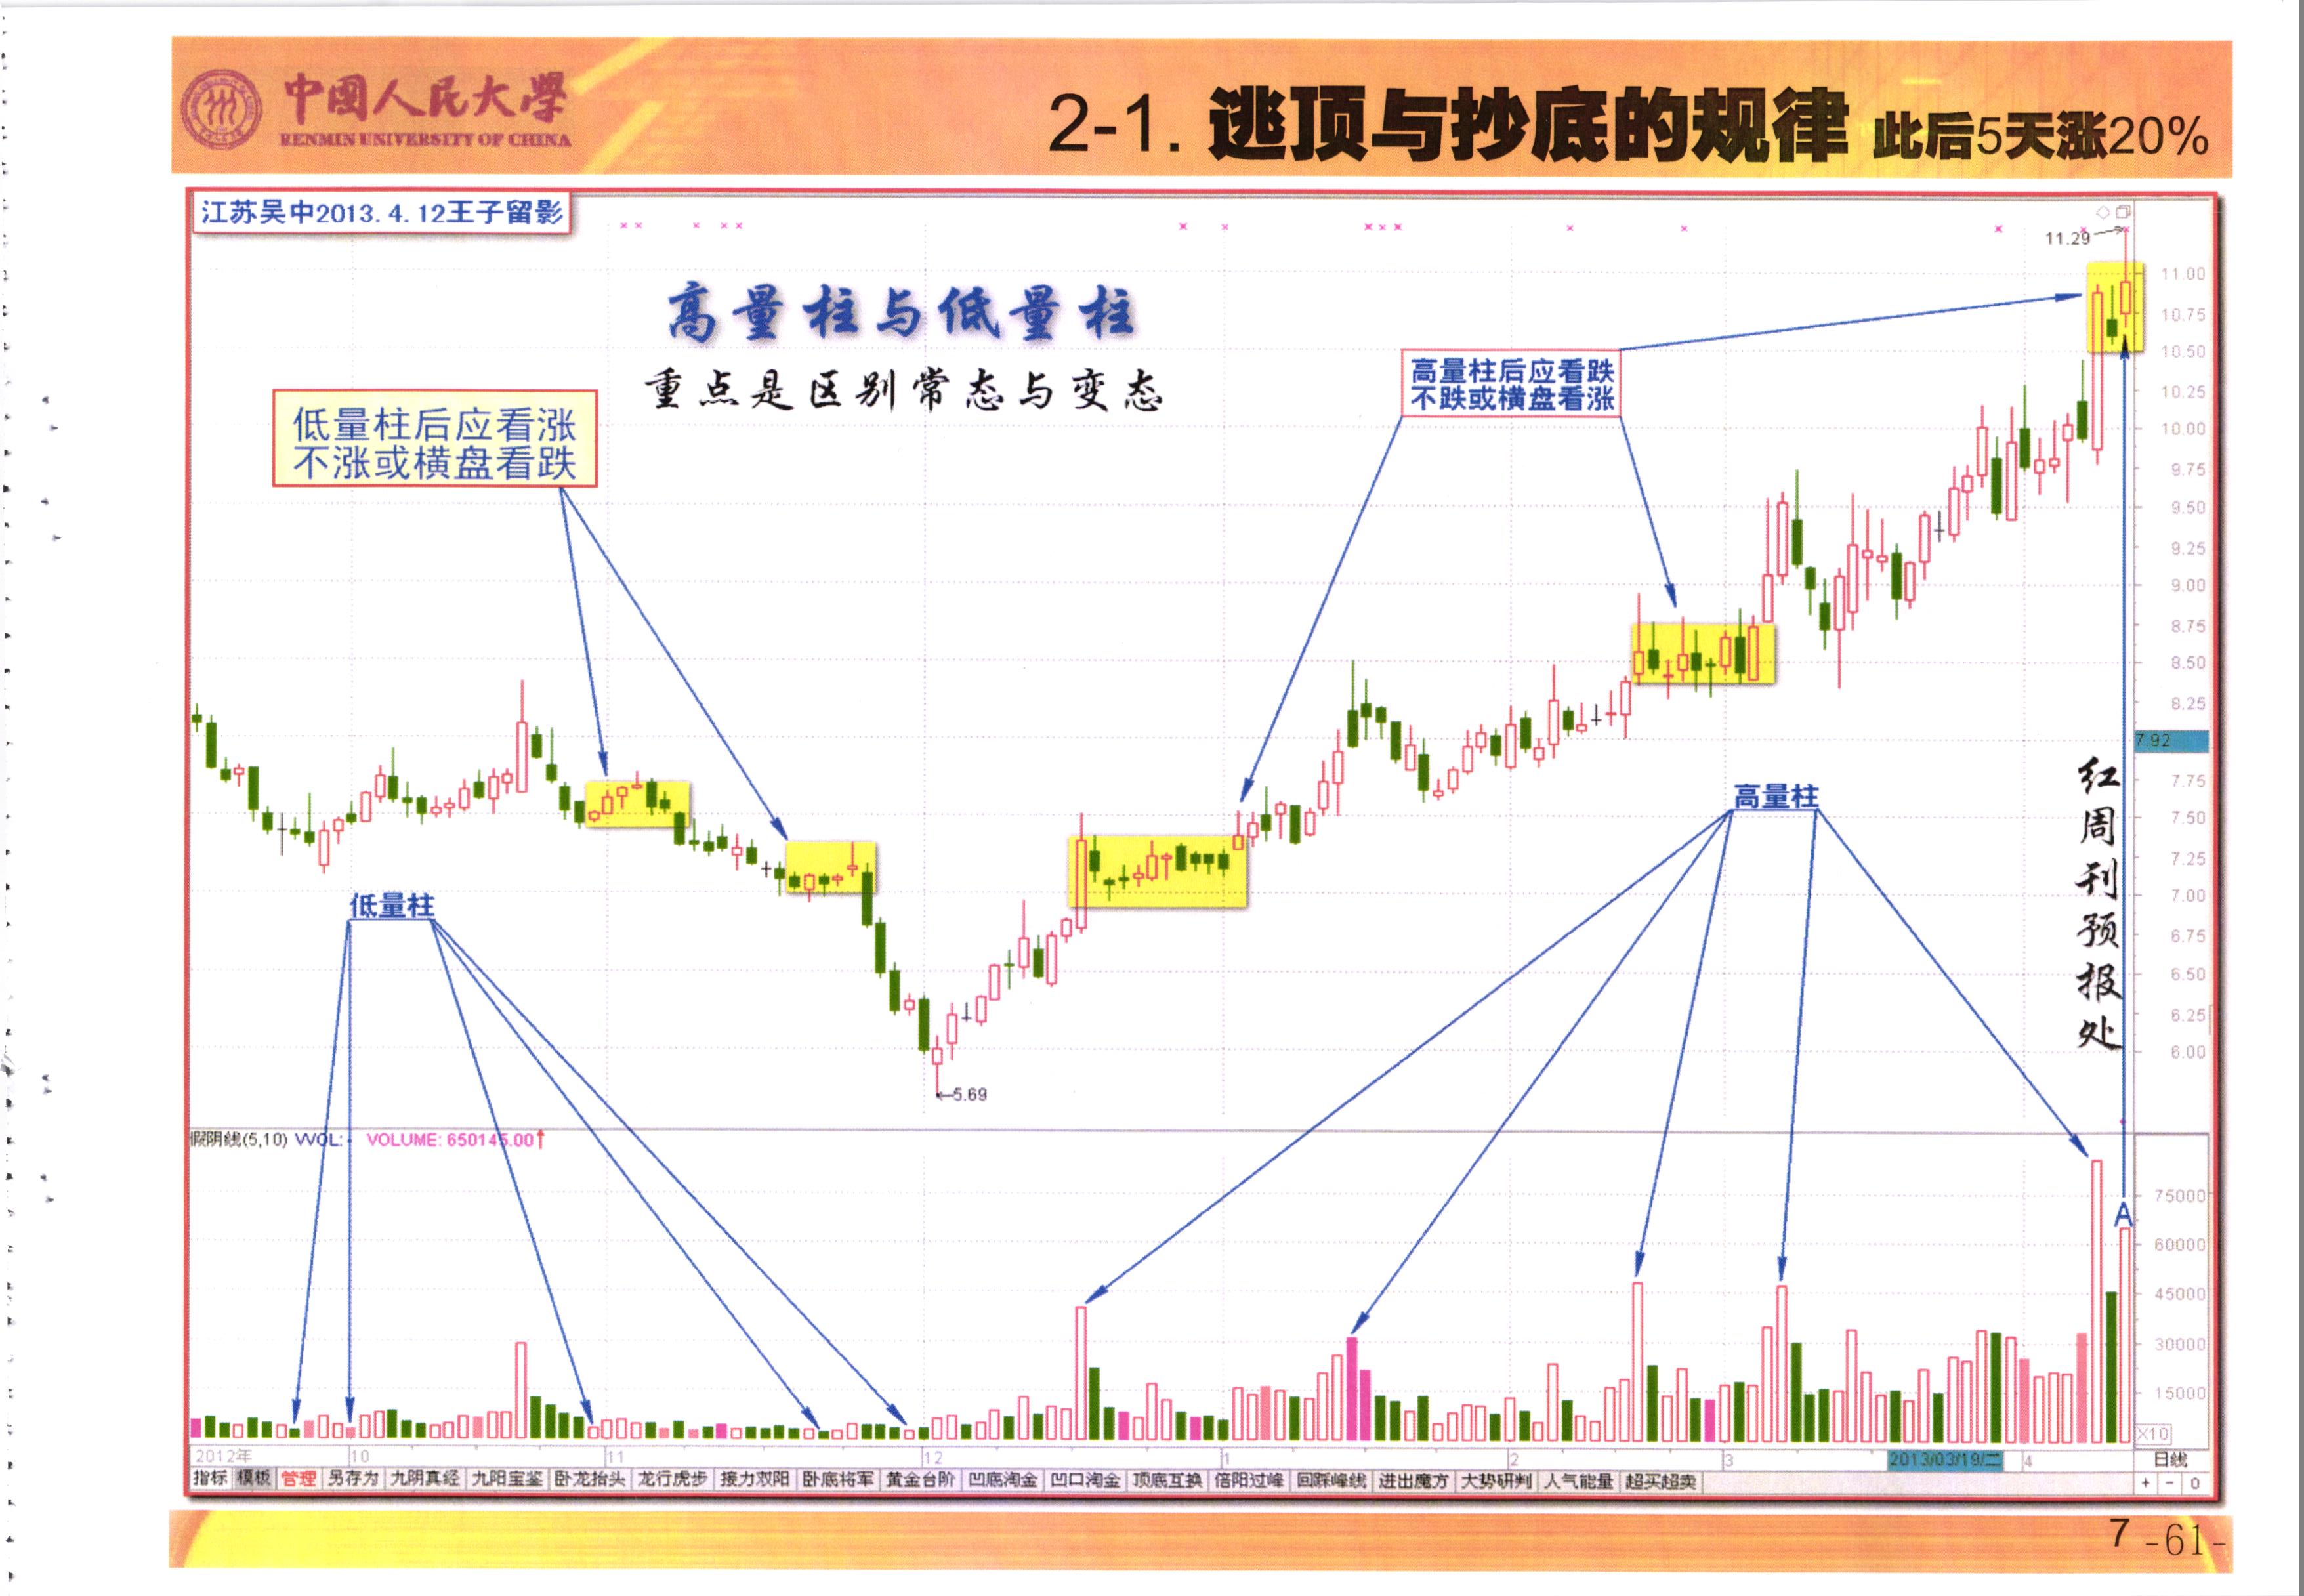 中国人民大学
RENMIN UNIVERSITY OF CHINA
2-1. 逃顶与抄底的规律 此后5天涨20%
江苏吴中2013.4.12王子留影
11.29
高量柱与低量柱
重点是区别常态与变态
低量柱后应看涨
不涨或横盘看跌
高量柱后应看跌
不跌或横盘看涨
11.00
10.75
10.50
10.25
10.00
9.75
9.50
9.25
9.00
8.75
8.50
8.25
7.92
7.75
7.50
7.25
7.00
6.75
6.50
6.25
6.00
红周刊预报处
高量柱
低量柱
5.69
假阴线(5,10) VVOL: - VOLUME: 650145.00↑
A
75000
60000
45000
30000
15000
X10
2012年 10 11 12 1 2 3 2013/03/19/二 4 日线
指标 模板 管理 另存为 九阴真经 九阳宝鉴 卧龙抬头 龙行虎步 接力双阳 卧底将军 黄金台阶 凹底淘金 凹口淘金 顶底互换 倍阳过峰 回踩峰线 进出魔方 大势研判 人气能量 超买超卖 + - 0
7 -61-